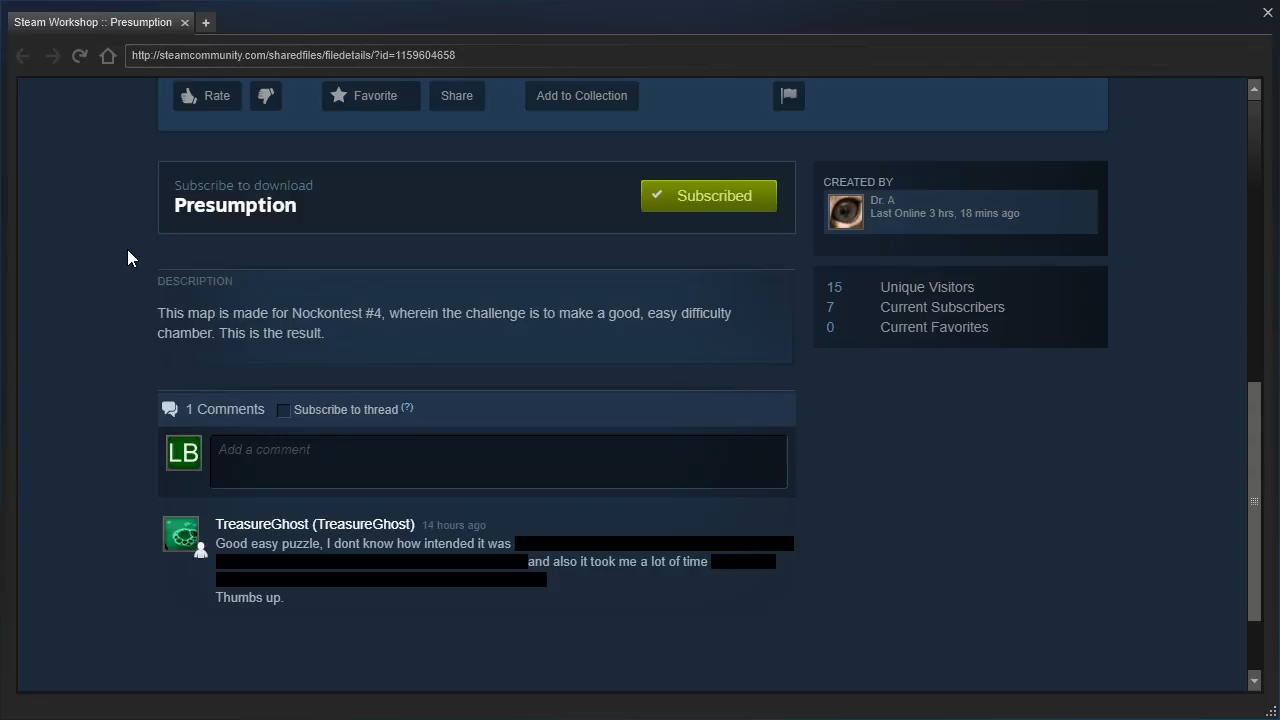 Steam Workshop :: Presumption
http://steamcommunity.com/sharedfiles/filedetails/?id=1159604658
Rate
Favorite
Share
Add to Collection
Subscribe to download
Presumption
Subscribed
CREATED BY
Dr. A
Last Online 3 hrs, 18 mins ago
DESCRIPTION
This map is made for Nockontest #4, wherein the challenge is to make a good, easy difficulty
chamber. This is the result.
15 Unique Visitors
7 Current Subscribers
0 Current Favorites
1 Comments Subscribe to thread (?)
LB
Add a comment
TreasureGhost (TreasureGhost) 14 hours ago
Good easy puzzle, I dont know how intended it was
and also it took me a lot of time
Thumbs up.